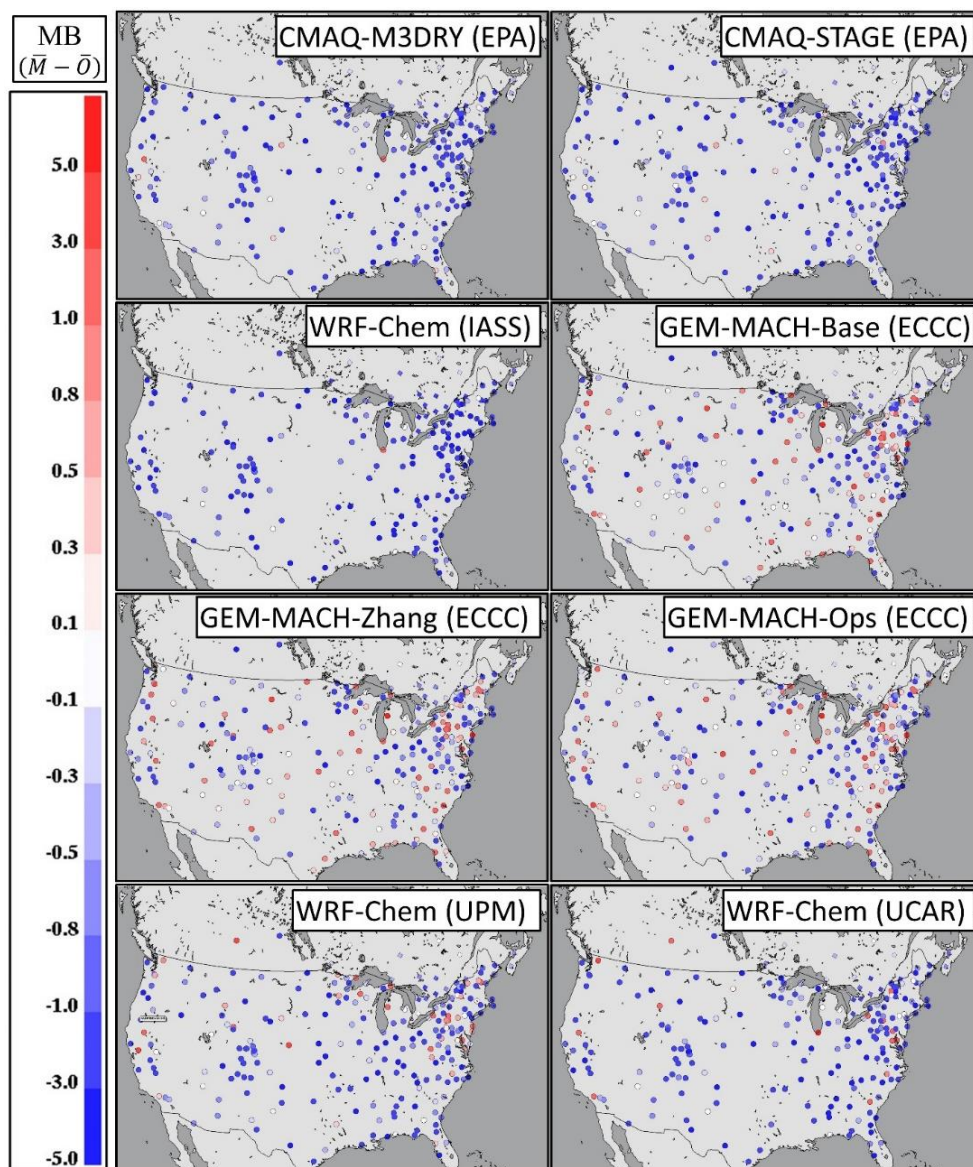 MB
(M̄ − Ō)
5.0
3.0
1.0
0.8
0.5
0.3
0.1
-0.1
-0.3
-0.5
-0.8
-1.0
-3.0
-5.0
CMAQ-M3DRY (EPA)
CMAQ-STAGE (EPA)
WRF-Chem (IASS)
GEM-MACH-Base (ECCC)
GEM-MACH-Zhang (ECCC)
GEM-MACH-Ops (ECCC)
WRF-Chem (UPM)
WRF-Chem (UCAR)